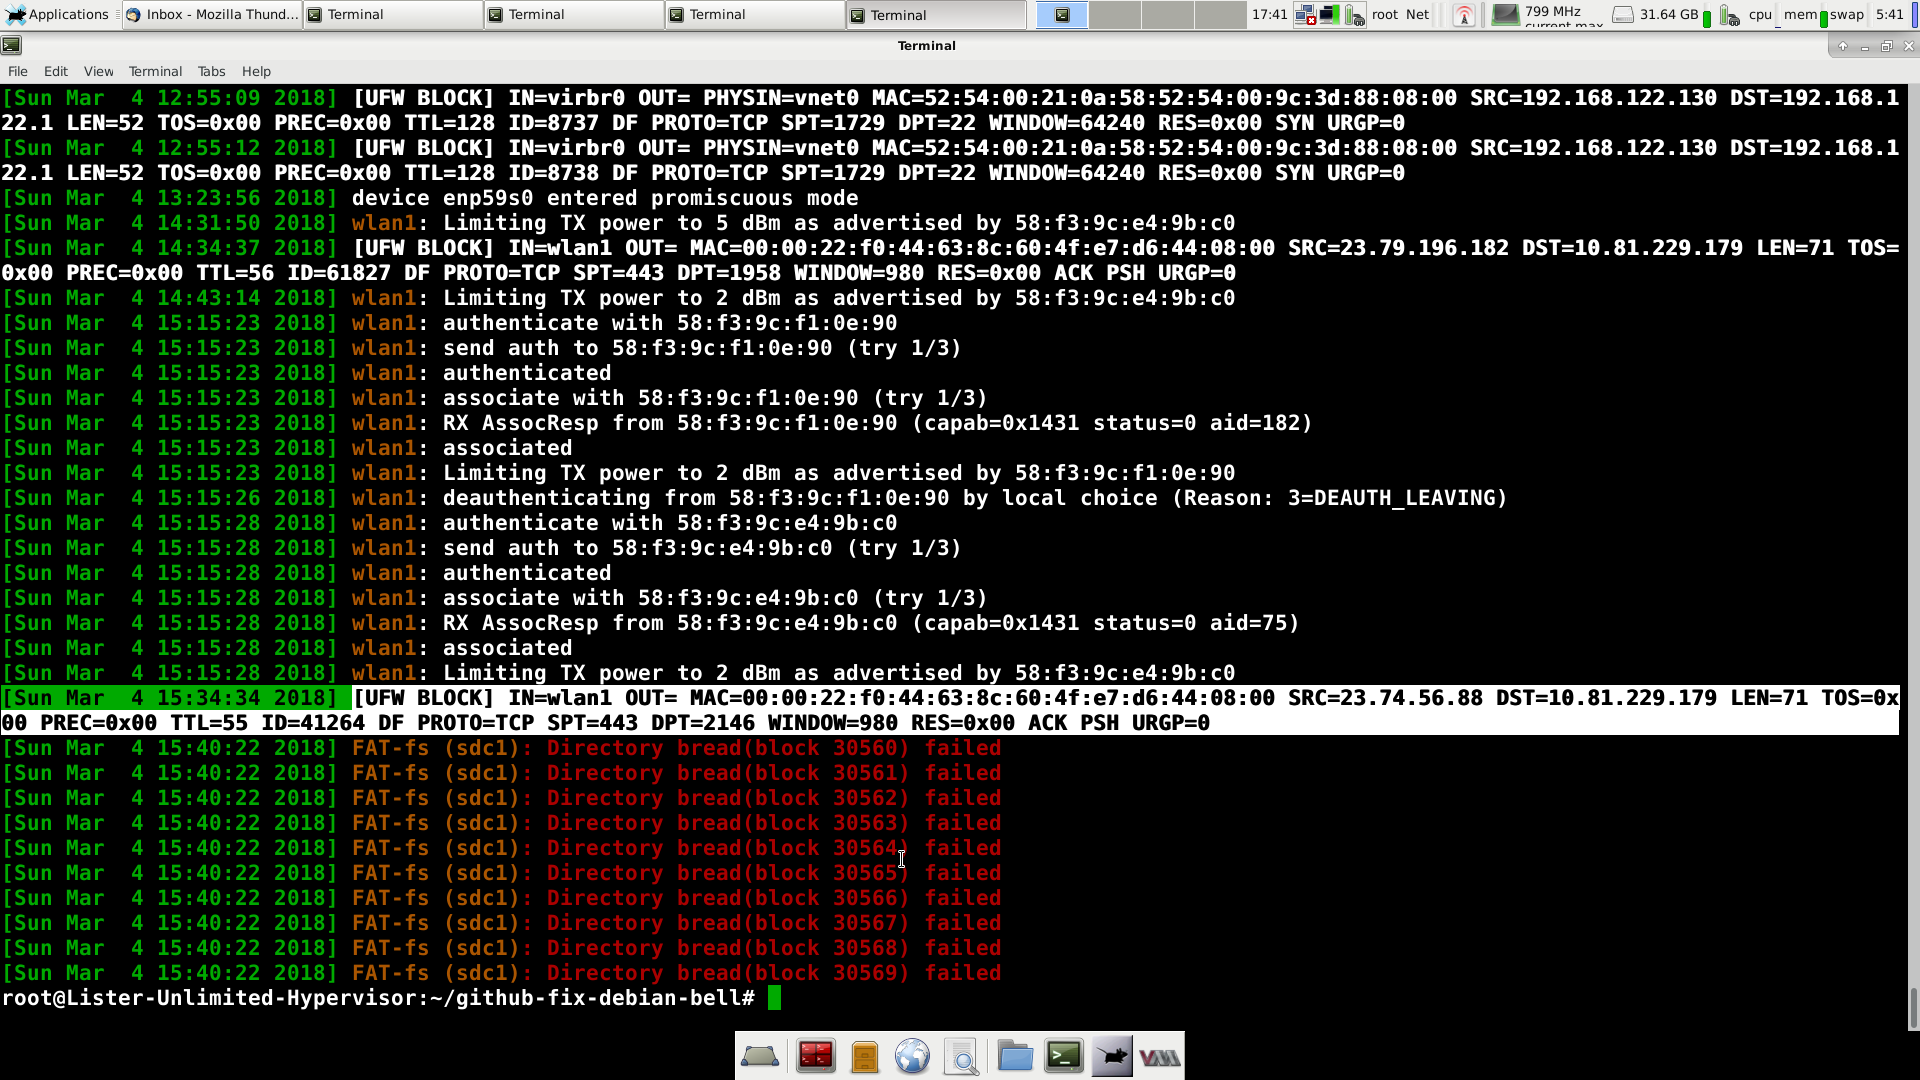 Applications Inbox - Mozilla Thund... Terminal Terminal Terminal Terminal 17:41 root Net 799 MHz 31.64 GB cpu mem swap 5:41
current max
Terminal
File Edit View Terminal Tabs Help
[Sun Mar  4 12:55:09 2018] [UFW BLOCK] IN=virbr0 OUT= PHYSIN=vnet0 MAC=52:54:00:21:0a:58:52:54:00:9c:3d:88:08:00 SRC=192.168.122.130 DST=192.168.1
22.1 LEN=52 TOS=0x00 PREC=0x00 TTL=128 ID=8737 DF PROTO=TCP SPT=1729 DPT=22 WINDOW=64240 RES=0x00 SYN URGP=0
[Sun Mar  4 12:55:12 2018] [UFW BLOCK] IN=virbr0 OUT= PHYSIN=vnet0 MAC=52:54:00:21:0a:58:52:54:00:9c:3d:88:08:00 SRC=192.168.122.130 DST=192.168.1
22.1 LEN=52 TOS=0x00 PREC=0x00 TTL=128 ID=8738 DF PROTO=TCP SPT=1729 DPT=22 WINDOW=64240 RES=0x00 SYN URGP=0
[Sun Mar  4 13:23:56 2018] device enp59s0 entered promiscuous mode
[Sun Mar  4 14:31:50 2018] wlan1: Limiting TX power to 5 dBm as advertised by 58:f3:9c:e4:9b:c0
[Sun Mar  4 14:34:37 2018] [UFW BLOCK] IN=wlan1 OUT= MAC=00:00:22:f0:44:63:8c:60:4f:e7:d6:44:08:00 SRC=23.79.196.182 DST=10.81.229.179 LEN=71 TOS=
0x00 PREC=0x00 TTL=56 ID=61827 DF PROTO=TCP SPT=443 DPT=1958 WINDOW=980 RES=0x00 ACK PSH URGP=0
[Sun Mar  4 14:43:14 2018] wlan1: Limiting TX power to 2 dBm as advertised by 58:f3:9c:e4:9b:c0
[Sun Mar  4 15:15:23 2018] wlan1: authenticate with 58:f3:9c:f1:0e:90
[Sun Mar  4 15:15:23 2018] wlan1: send auth to 58:f3:9c:f1:0e:90 (try 1/3)
[Sun Mar  4 15:15:23 2018] wlan1: authenticated
[Sun Mar  4 15:15:23 2018] wlan1: associate with 58:f3:9c:f1:0e:90 (try 1/3)
[Sun Mar  4 15:15:23 2018] wlan1: RX AssocResp from 58:f3:9c:f1:0e:90 (capab=0x1431 status=0 aid=182)
[Sun Mar  4 15:15:23 2018] wlan1: associated
[Sun Mar  4 15:15:23 2018] wlan1: Limiting TX power to 2 dBm as advertised by 58:f3:9c:f1:0e:90
[Sun Mar  4 15:15:26 2018] wlan1: deauthenticating from 58:f3:9c:f1:0e:90 by local choice (Reason: 3=DEAUTH_LEAVING)
[Sun Mar  4 15:15:28 2018] wlan1: authenticate with 58:f3:9c:e4:9b:c0
[Sun Mar  4 15:15:28 2018] wlan1: send auth to 58:f3:9c:e4:9b:c0 (try 1/3)
[Sun Mar  4 15:15:28 2018] wlan1: authenticated
[Sun Mar  4 15:15:28 2018] wlan1: associate with 58:f3:9c:e4:9b:c0 (try 1/3)
[Sun Mar  4 15:15:28 2018] wlan1: RX AssocResp from 58:f3:9c:e4:9b:c0 (capab=0x1431 status=0 aid=75)
[Sun Mar  4 15:15:28 2018] wlan1: associated
[Sun Mar  4 15:15:28 2018] wlan1: Limiting TX power to 2 dBm as advertised by 58:f3:9c:e4:9b:c0
[Sun Mar  4 15:34:34 2018] [UFW BLOCK] IN=wlan1 OUT= MAC=00:00:22:f0:44:63:8c:60:4f:e7:d6:44:08:00 SRC=23.74.56.88 DST=10.81.229.179 LEN=71 TOS=0x
00 PREC=0x00 TTL=55 ID=41264 DF PROTO=TCP SPT=443 DPT=2146 WINDOW=980 RES=0x00 ACK PSH URGP=0
[Sun Mar  4 15:40:22 2018] FAT-fs (sdc1): Directory bread(block 30560) failed
[Sun Mar  4 15:40:22 2018] FAT-fs (sdc1): Directory bread(block 30561) failed
[Sun Mar  4 15:40:22 2018] FAT-fs (sdc1): Directory bread(block 30562) failed
[Sun Mar  4 15:40:22 2018] FAT-fs (sdc1): Directory bread(block 30563) failed
[Sun Mar  4 15:40:22 2018] FAT-fs (sdc1): Directory bread(block 30564) failed
[Sun Mar  4 15:40:22 2018] FAT-fs (sdc1): Directory bread(block 30565) failed
[Sun Mar  4 15:40:22 2018] FAT-fs (sdc1): Directory bread(block 30566) failed
[Sun Mar  4 15:40:22 2018] FAT-fs (sdc1): Directory bread(block 30567) failed
[Sun Mar  4 15:40:22 2018] FAT-fs (sdc1): Directory bread(block 30568) failed
[Sun Mar  4 15:40:22 2018] FAT-fs (sdc1): Directory bread(block 30569) failed
root@Lister-Unlimited-Hypervisor:~/github-fix-debian-bell#